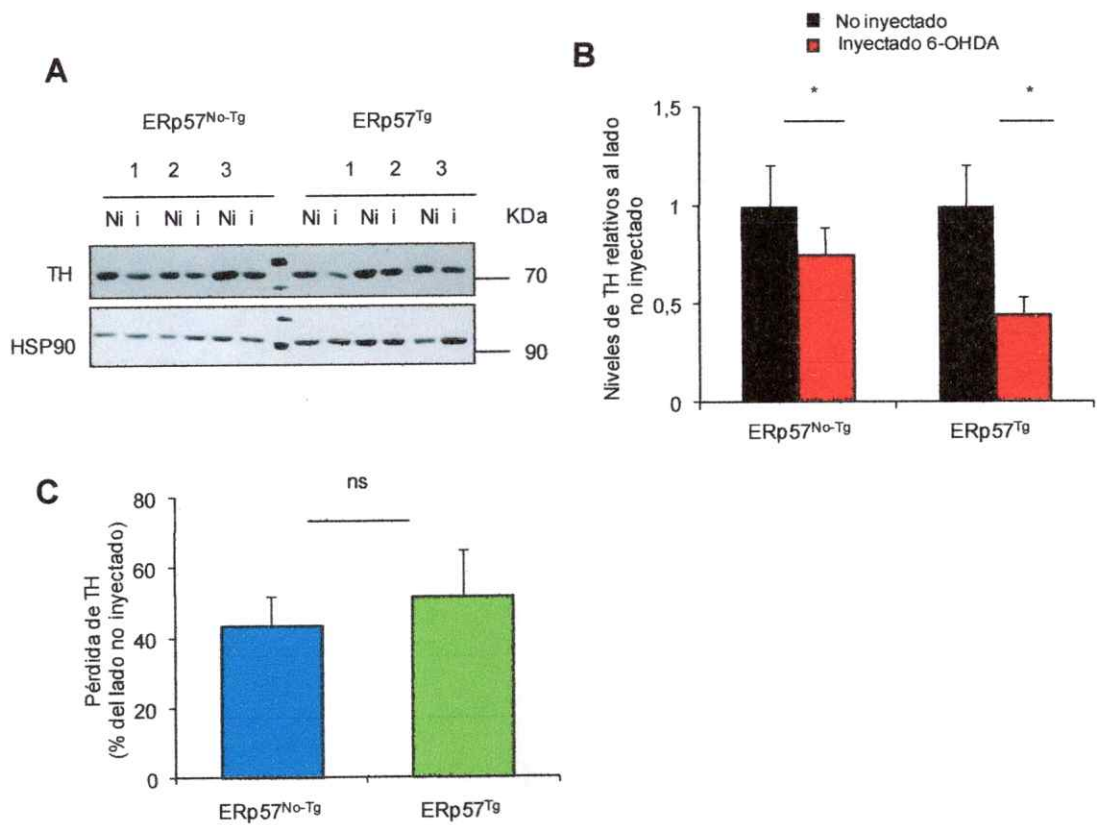 A
ERp57No-Tg ERp57Tg
1 2 3 1 2 3
Ni i Ni i Ni i Ni i Ni i Ni i KDa
TH 70
HSP90 90
B
No inyectado
Inyectado 6-OHDA
* *
Niveles de TH relativos al lado
no inyectado
1,5
1
0,5
0
ERp57No-Tg ERp57Tg
C
ns
Pérdida de TH
(% del lado no inyectado)
80
60
40
20
0
ERp57No-Tg ERp57Tg